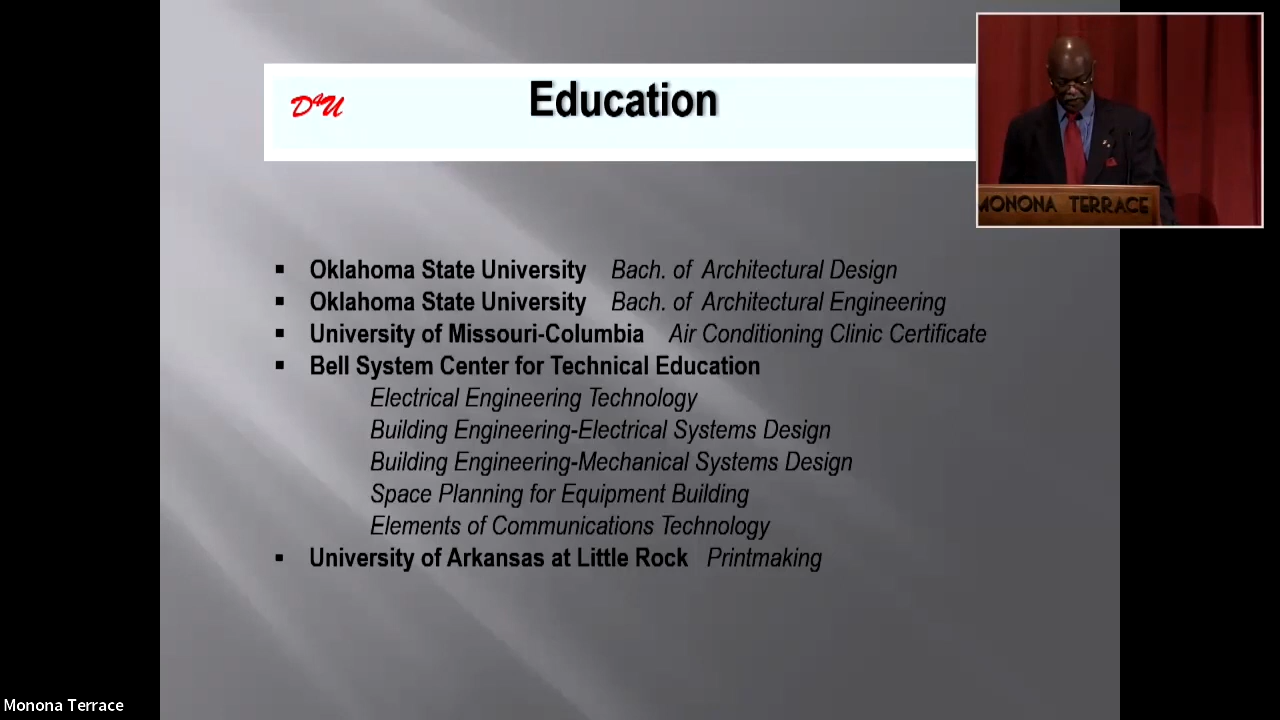 D⁴U
Education
MONONA TERRACE
▪ Oklahoma State University Bach. of Architectural Design
▪ Oklahoma State University Bach. of Architectural Engineering
▪ University of Missouri-Columbia Air Conditioning Clinic Certificate
▪ Bell System Center for Technical Education
Electrical Engineering Technology
Building Engineering-Electrical Systems Design
Building Engineering-Mechanical Systems Design
Space Planning for Equipment Building
Elements of Communications Technology
▪ University of Arkansas at Little Rock Printmaking
Monona Terrace